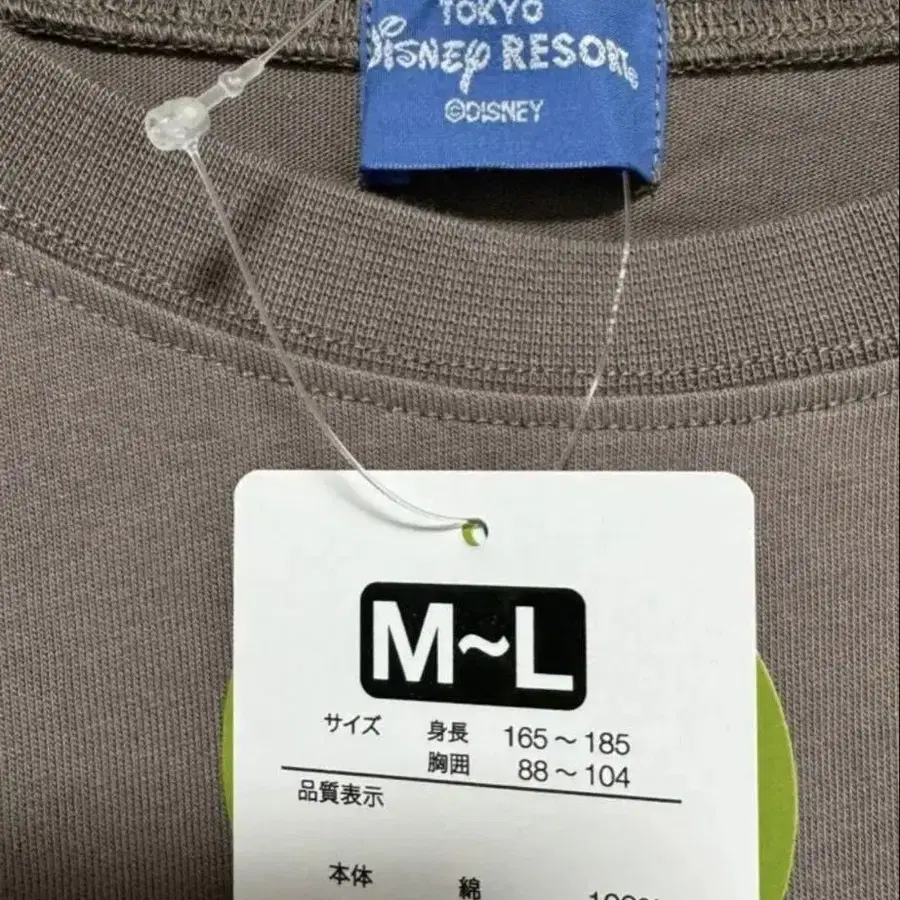 TOKYO
Disney RESORT
©DISNEY
M~L
サイズ 身長 165～185
胸囲 88～104
品質表示
本体 綿 100%